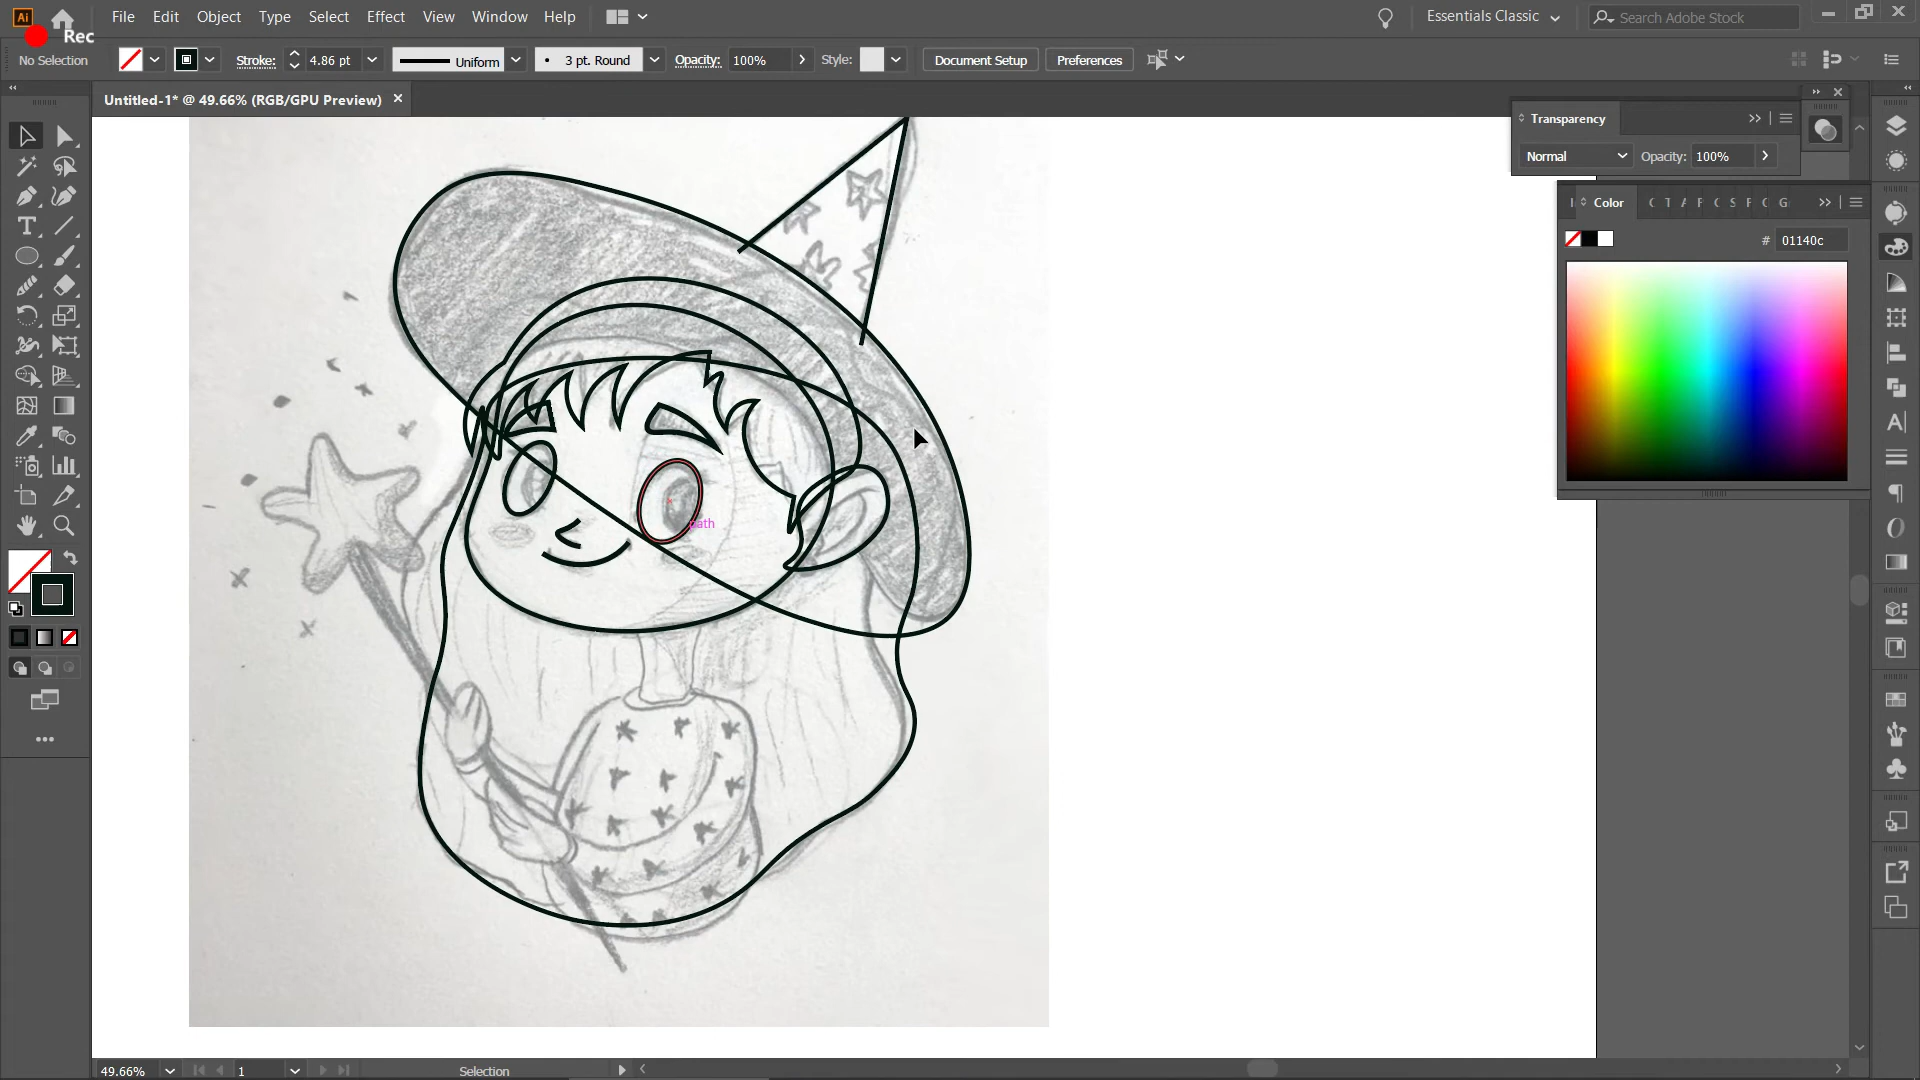 Ai
File Edit Object Type Select Effect View Window Help
Essentials Classic
Search Adobe Stock
Rec
No Selection
Stroke: 4.86 pt
Uniform
3 pt. Round
Opacity: 100%
Style:
Document Setup
Preferences
Untitled-1* @ 49.66% (RGB/GPU Preview)
Transparency
Normal
Opacity: 100%
Color
# 01140c
path
49.66%
1
Selection